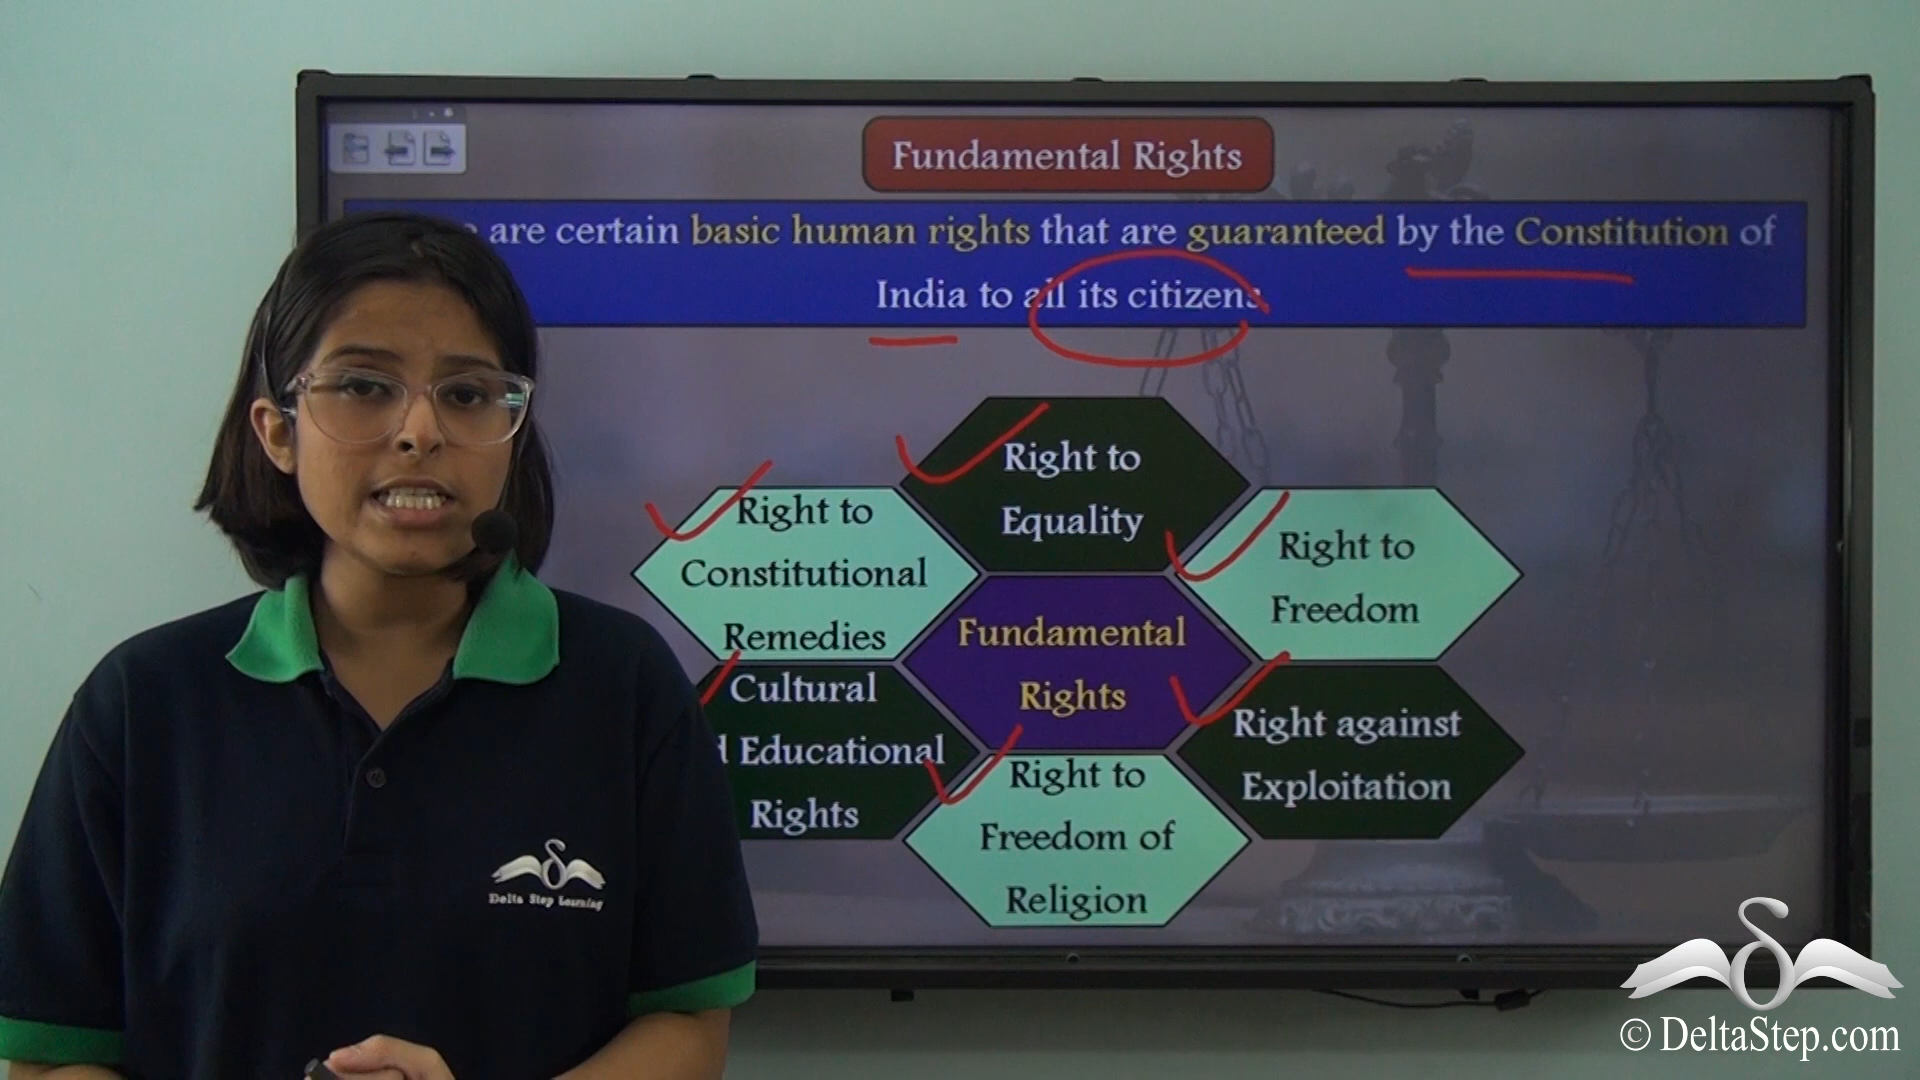 Fundamental Rights
are certain basic human rights that are guaranteed by the Constitution of
India to all its citizens
Right to
Equality
Right to
Constitutional
Remedies
Right to
Freedom
Fundamental
Rights
Cultural
Educational
Rights
Right against
Exploitation
Right to
Freedom of
Religion
Delta Step Learning
© DeltaStep.com